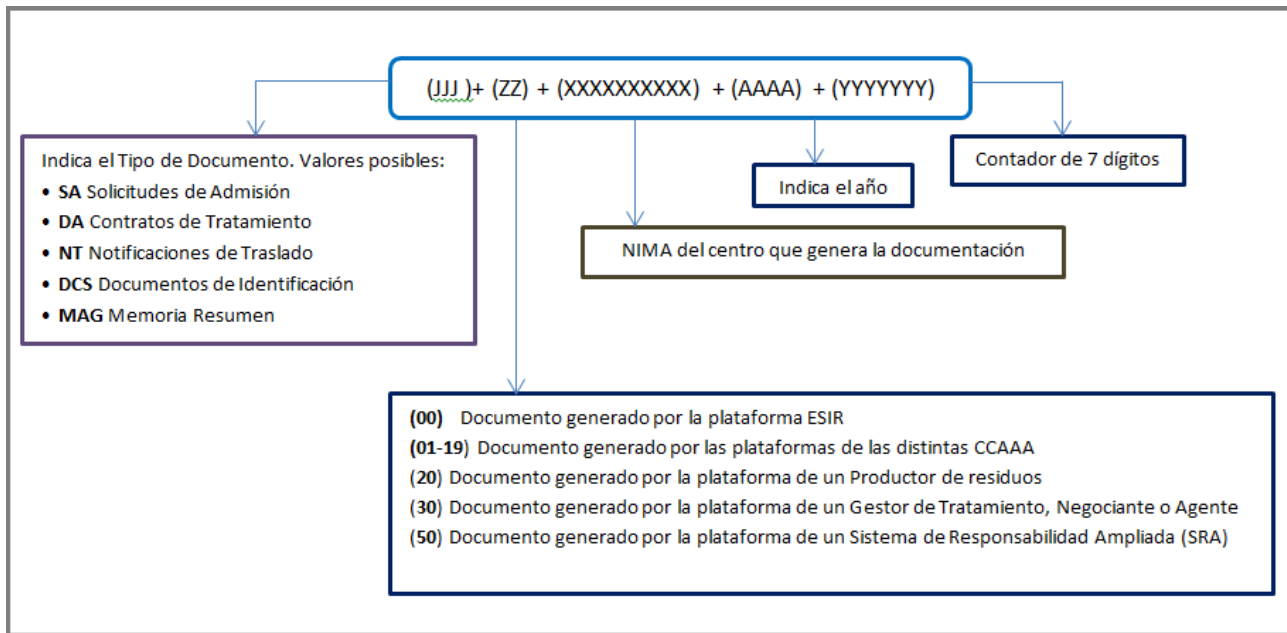 (JJJ )+ (ZZ) + (XXXXXXXXXX) + (AAAA) + (YYYYYYY)
Indica el Tipo de Documento. Valores posibles:
• SA Solicitudes de Admisión
• DA Contratos de Tratamiento
• NT Notificaciones de Traslado
• DCS Documentos de Identificación
• MAG Memoria Resumen
Contador de 7 dígitos
Indica el año
NIMA del centro que genera la documentación
(00) Documento generado por la plataforma ESIR
(01-19) Documento generado por las plataformas de las distintas CCAAA
(20) Documento generado por la plataforma de un Productor de residuos
(30) Documento generado por la plataforma de un Gestor de Tratamiento, Negociante o Agente
(50) Documento generado por la plataforma de un Sistema de Responsabilidad Ampliada (SRA)